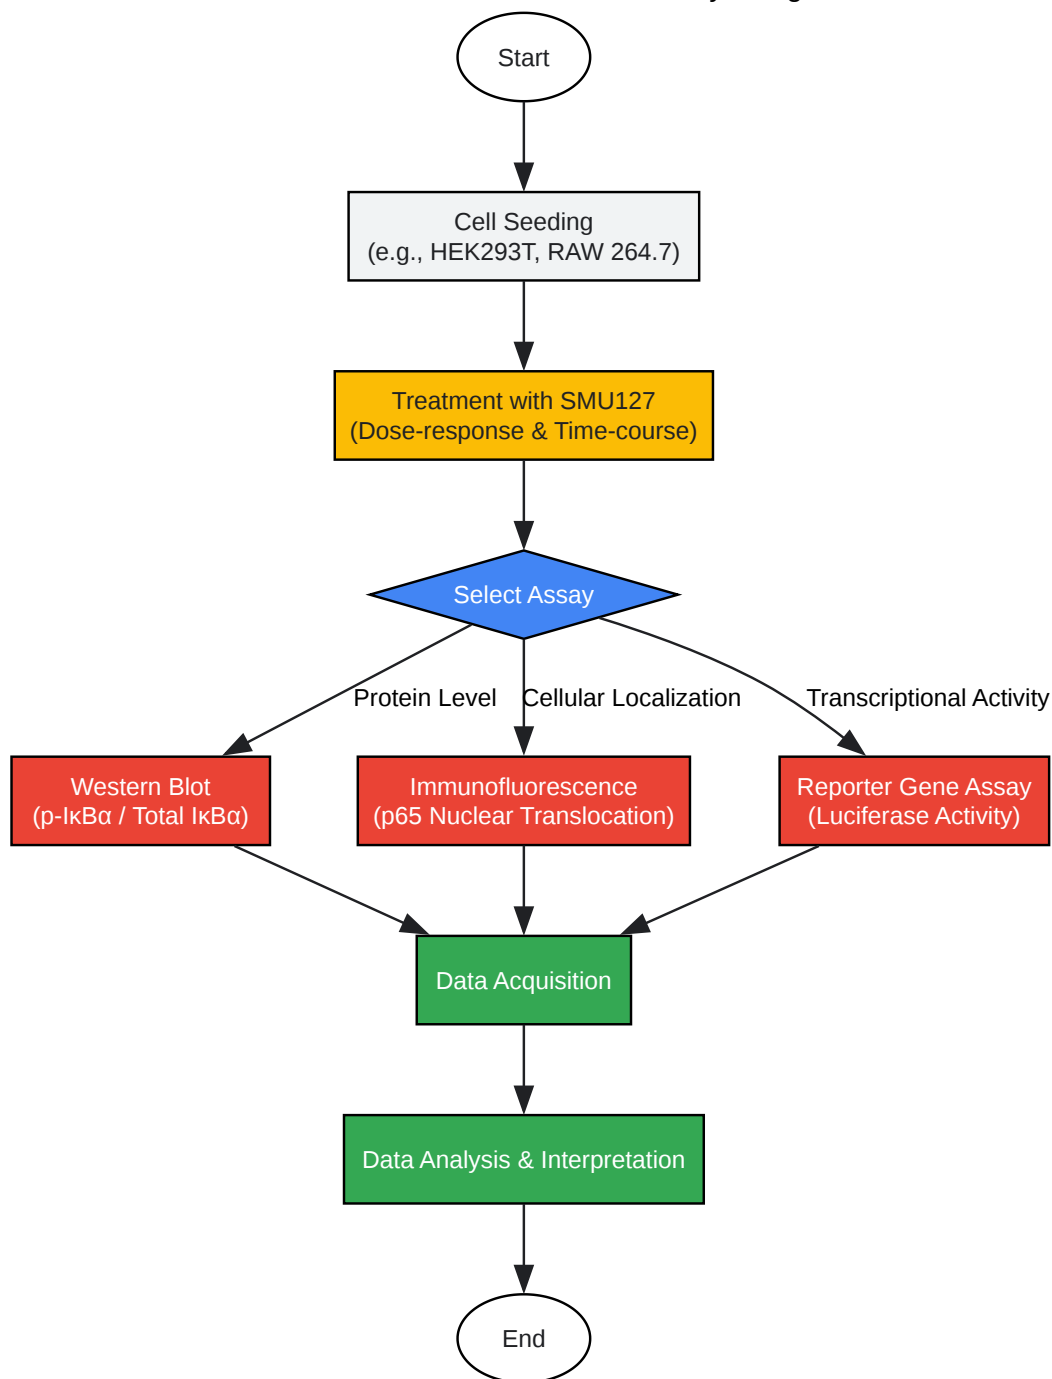 Start
Cell Seeding
(e.g., HEK293T, RAW 264.7)
Treatment with SMU127
(Dose-response & Time-course)
Select Assay
Protein Level
Cellular Localization
Transcriptional Activity
Western Blot
(p-IκBα / Total IκBα)
Immunofluorescence
(p65 Nuclear Translocation)
Reporter Gene Assay
(Luciferase Activity)
Data Acquisition
Data Analysis & Interpretation
End